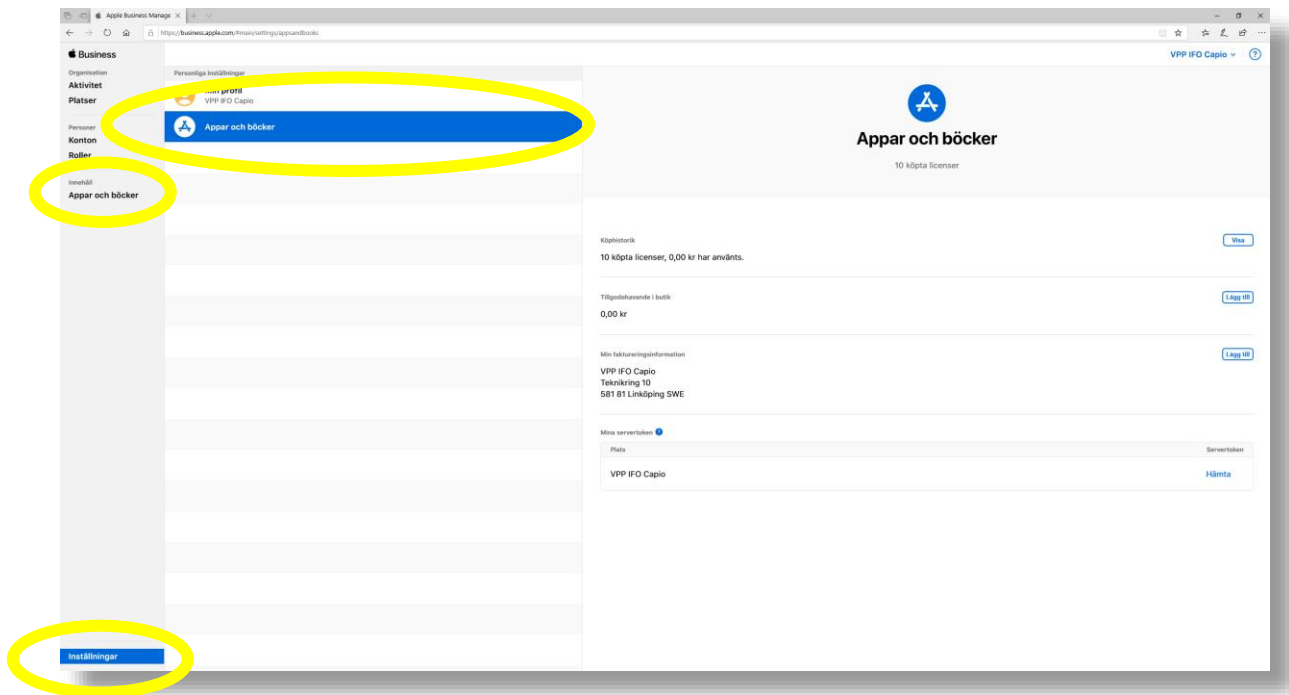 Apple Business Manage
https://business.apple.com/#main/settings/appsandbooks
Business
VPP IFO Capio
Organisation
Aktivitet
Platser
Personer
Konton
Roller
Innehåll
Appar och böcker
Inställningar
Personliga inställningar
profil
VPP IFO Capio
Appar och böcker
Appar och böcker
10 köpta licenser
Köphistorik
Visa
10 köpta licenser, 0,00 kr har använts.
Tillgodohavande i butik
Lägg till
0,00 kr
Min faktureringsinformation
Lägg till
VPP IFO Capio
Teknikring 10
581 81 Linköping SWE
Mina servertoken ?
Plats Servertoken
VPP IFO Capio Hämta